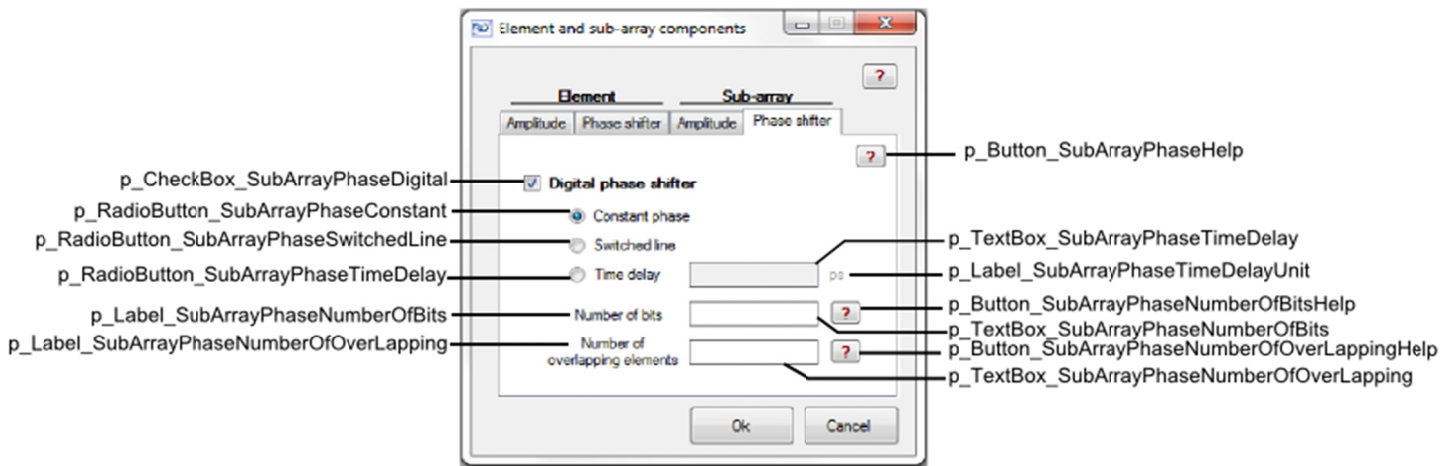 Element and sub-array components
?
Element Sub-array
Amplitude Phase shifter Amplitude Phase shifter
? p_Button_SubArrayPhaseHelp
p_CheckBox_SubArrayPhaseDigital Digital phase shifter
p_RadioButton_SubArrayPhaseConstant Constant phase
p_RadioButton_SubArrayPhaseSwitchedLine Switched line p_TextBox_SubArrayPhaseTimeDelay
p_RadioButton_SubArrayPhaseTimeDelay Time delay ps p_Label_SubArrayPhaseTimeDelayUnit
p_Label_SubArrayPhaseNumberOfBits Number of bits ? p_Button_SubArrayPhaseNumberOfBitsHelp
p_TextBox_SubArrayPhaseNumberOfBits
p_Label_SubArrayPhaseNumberOfOverLapping Number of overlapping elements ? p_Button_SubArrayPhaseNumberOfOverLappingHelp
p_TextBox_SubArrayPhaseNumberOfOverLapping
Ok Cancel